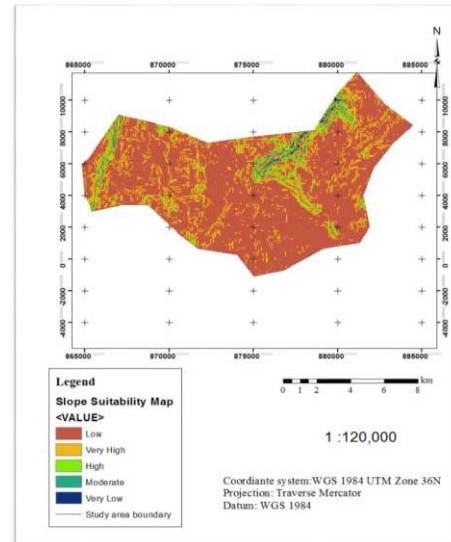 N
865000 870000 875000 880000 885000
10000 10000
8000 8000
6000 6000
4000 4000
2000 2000
0 0
-2000 -2000
-4000 -4000
865000 870000 875000 880000 885000
Legend
Slope Suitability Map
<VALUE>
Low
Very High
High
Moderate
Very Low
Study area boundary
km
0 1 2 4 6 8
1 :120,000
Coordiante system:WGS 1984 UTM Zone 36N
Projection: Traverse Mercator
Datum: WGS 1984